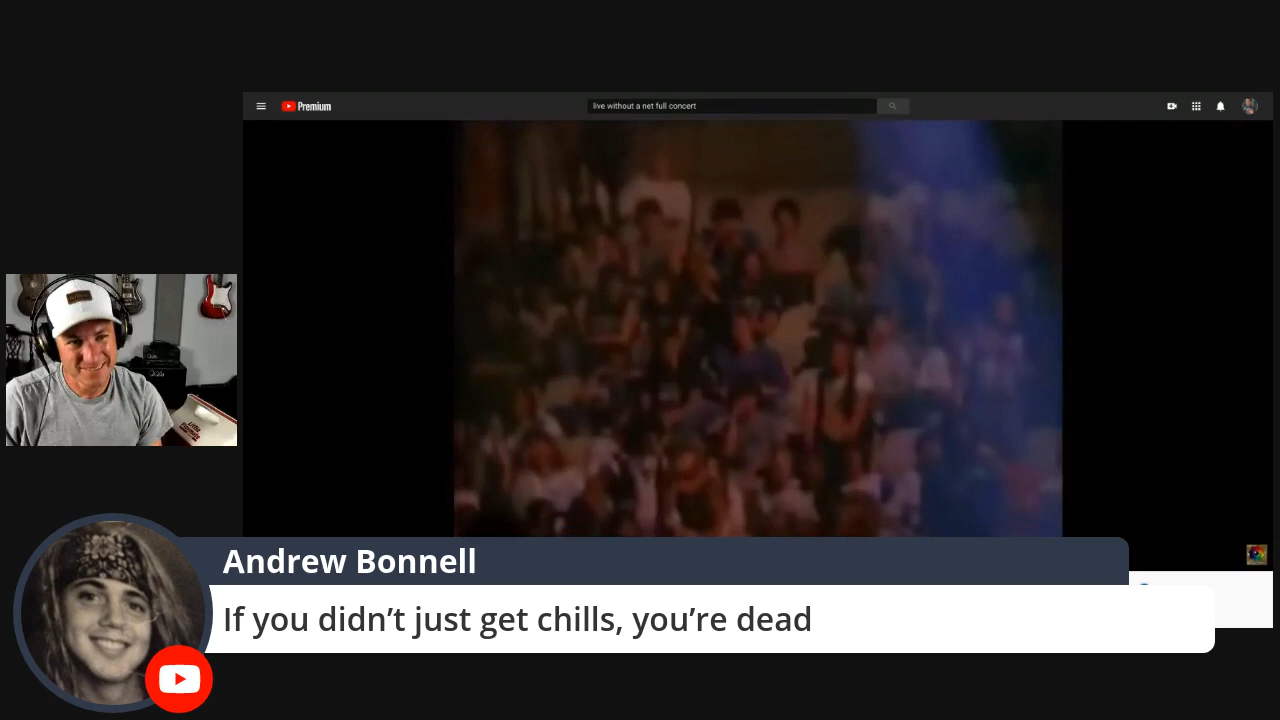 Premium
live without a net full concert
Andrew Bonnell
If you didn’t just get chills, you’re dead